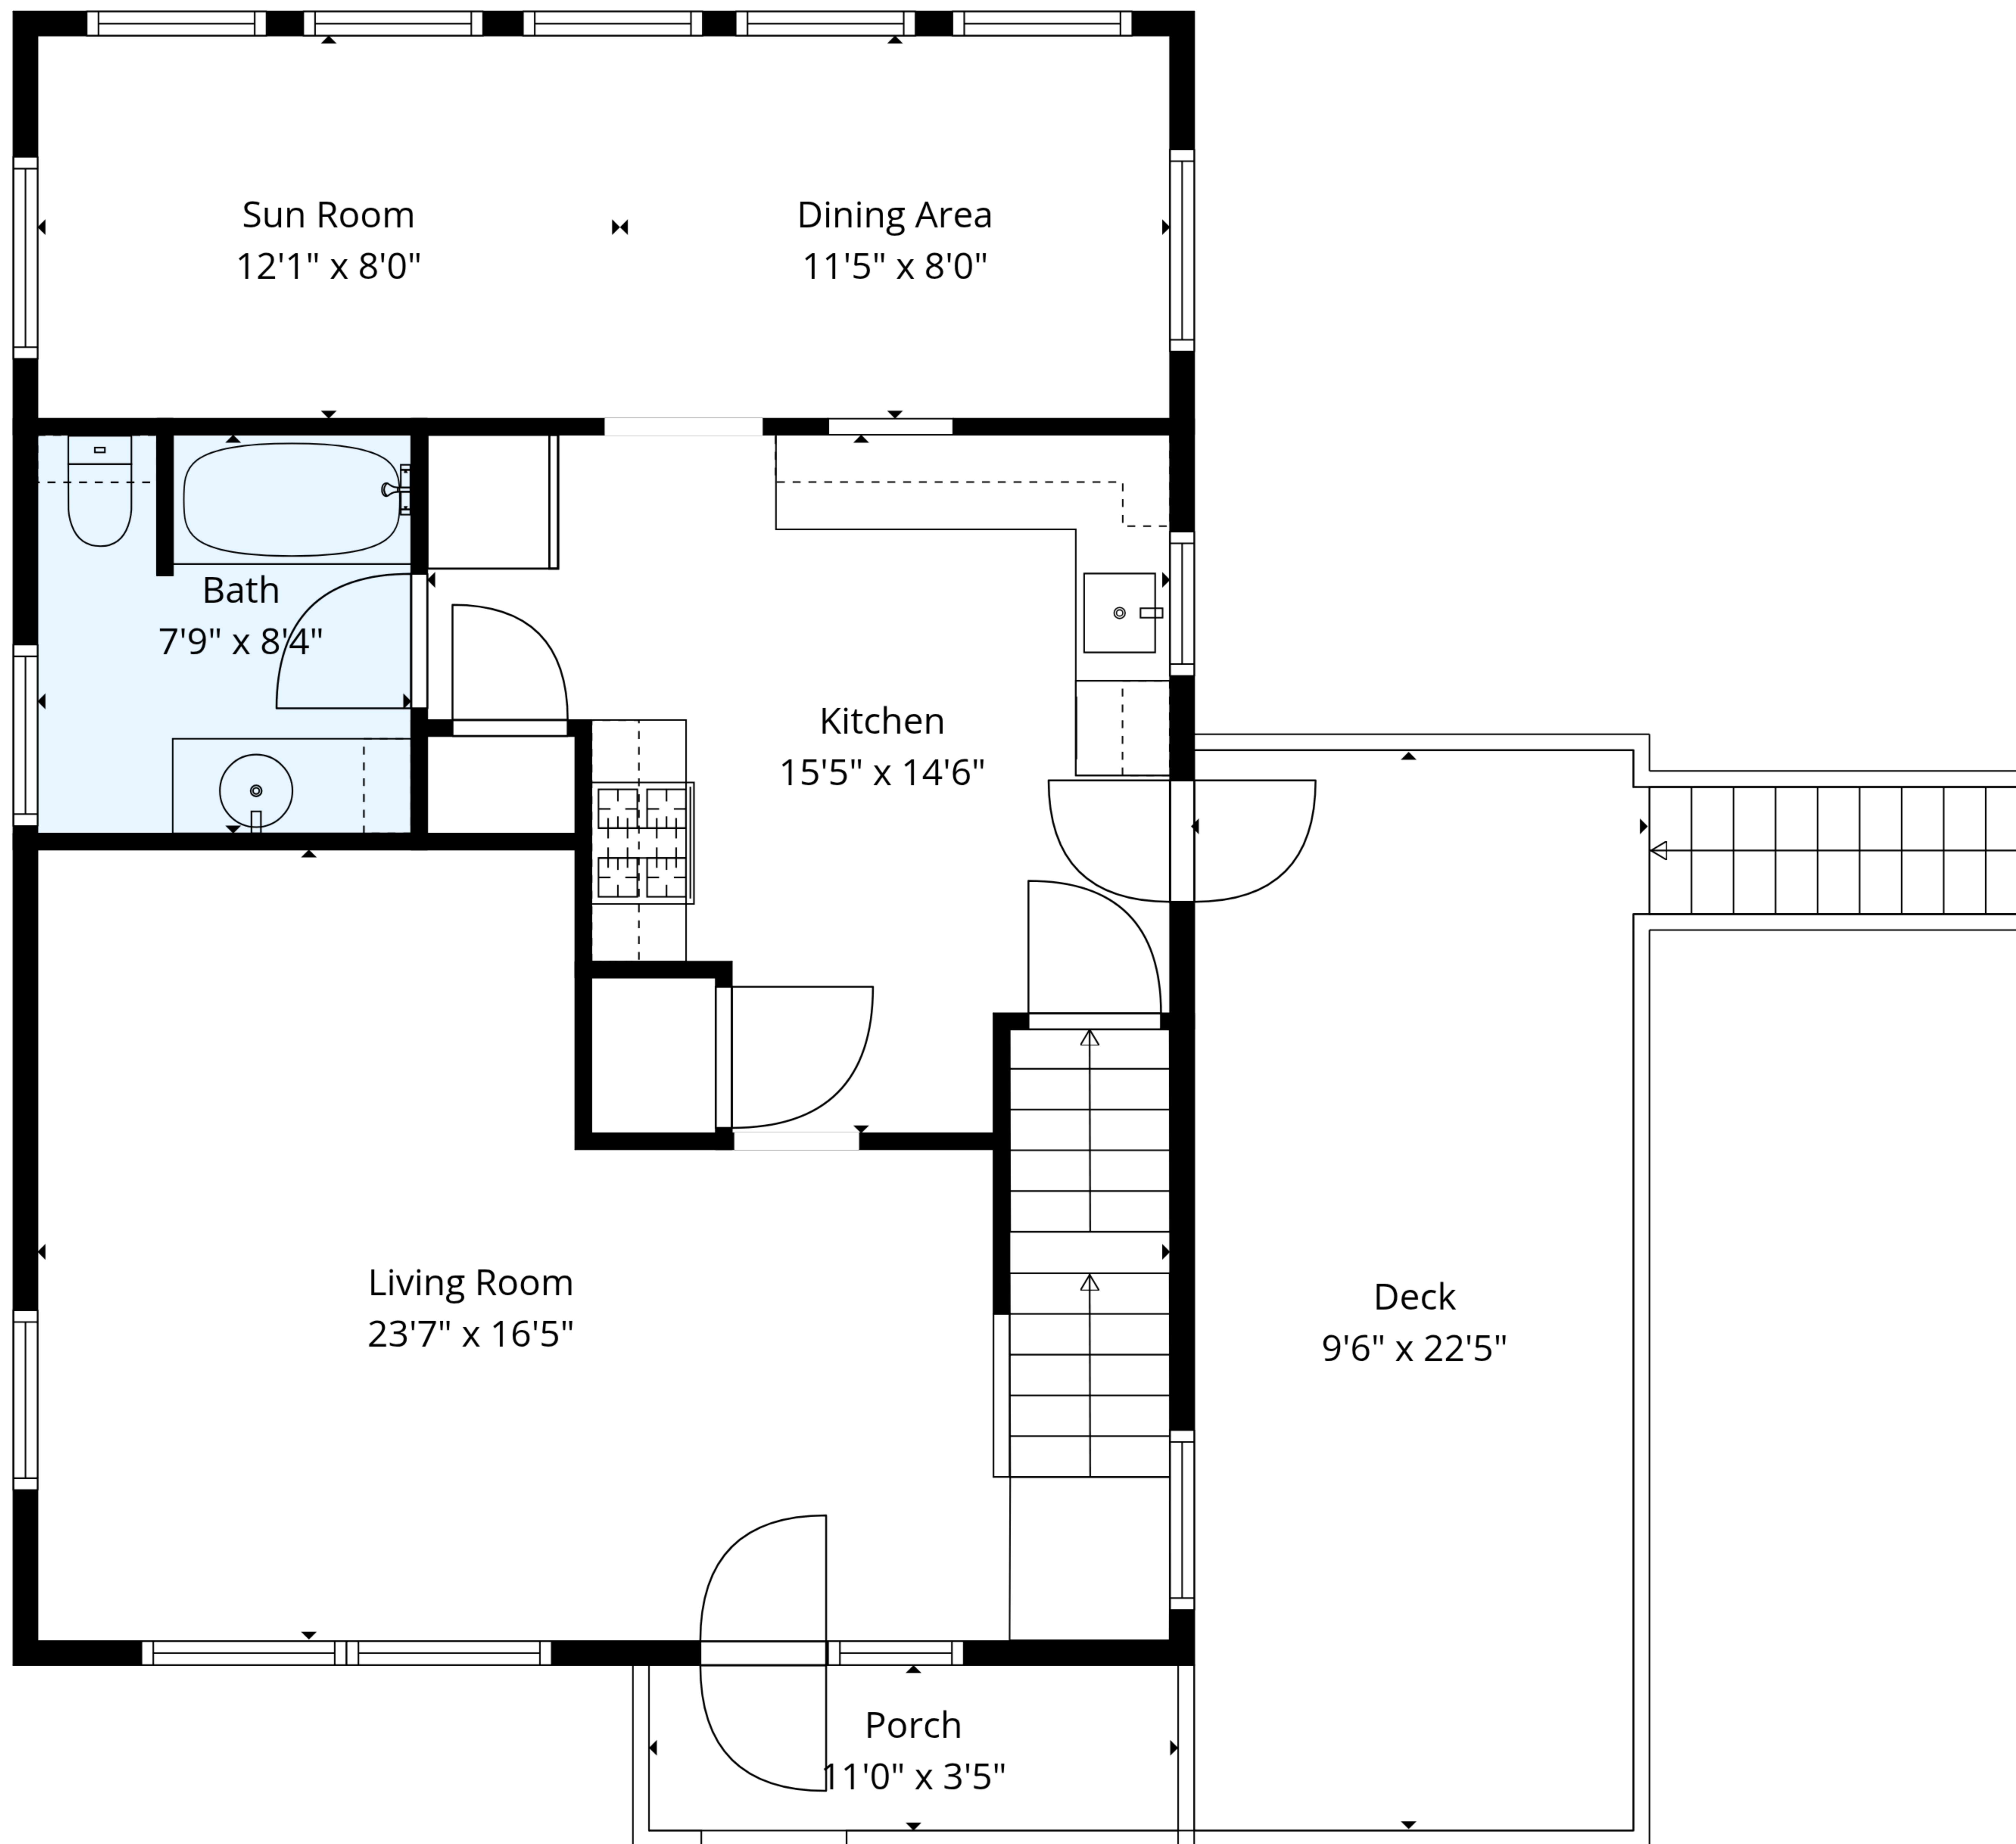 Sun Room
12'1" x 8'0"
Dining Area
11'5" x 8'0"
Bath
7'9" x 8'4"
Kitchen
15'5" x 14'6"
Living Room
23'7" x 16'5"
Deck
9'6" x 22'5"
Porch
11'0" x 3'5"